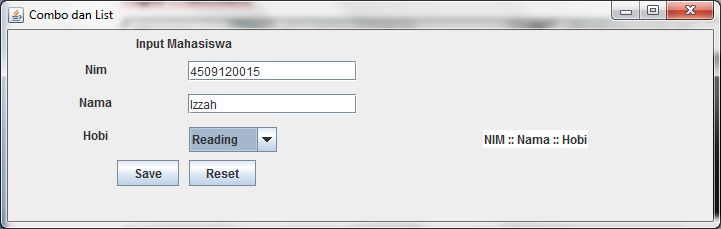 Combo dan List
Input Mahasiswa
Nim 4509120015
Nama Izzah
Hobi Reading NIM :: Nama :: Hobi
Save Reset